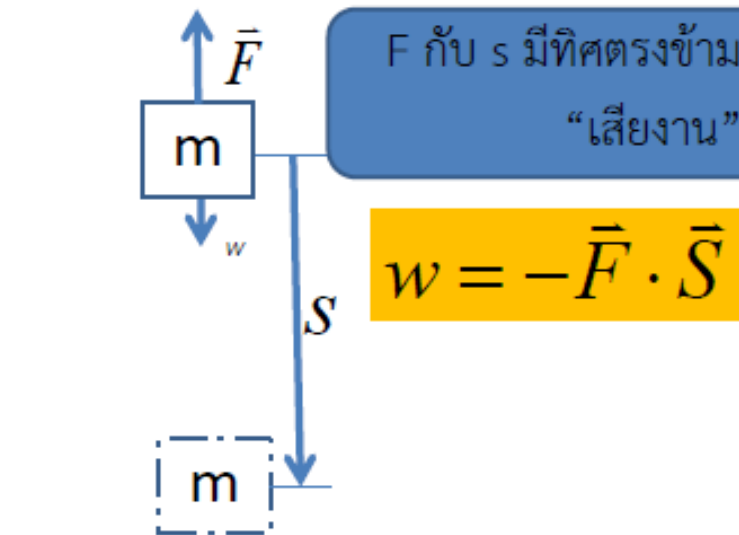 F⃗
F กับ s มีทิศตรงข้าม
“เสียงาน”
m
w
w = −F⃗ · S⃗
S
m